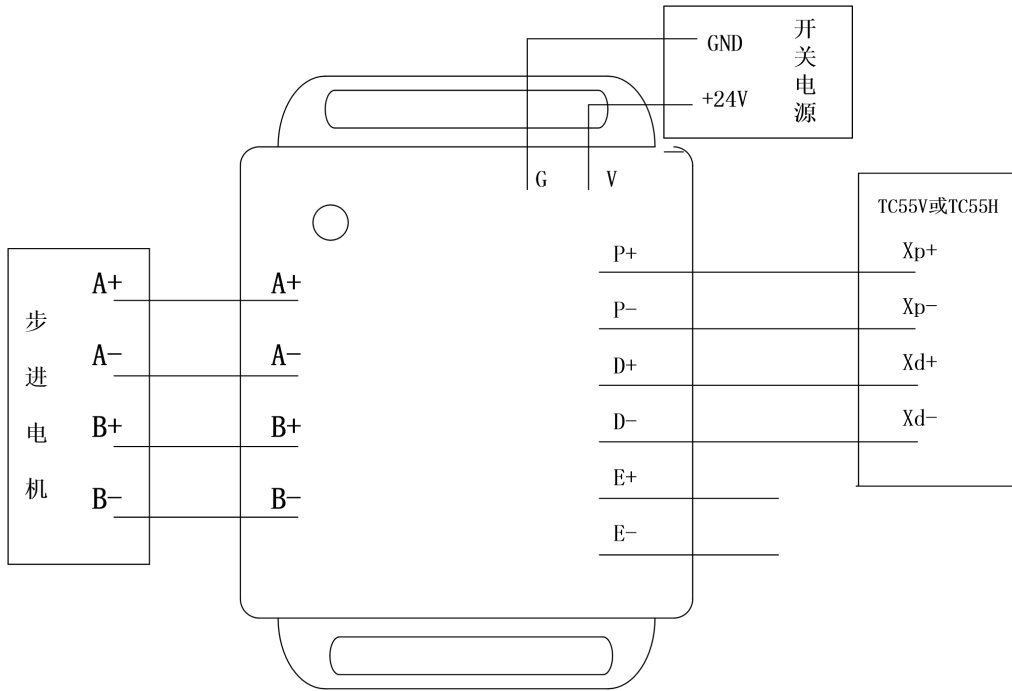 GND
+24V
开关电源
G
V
TC55V或TC55H
Xp+
Xp-
Xd+
Xd-
P+
P-
D+
D-
E+
E-
A+
A-
B+
B-
步进电机
A+
A-
B+
B-